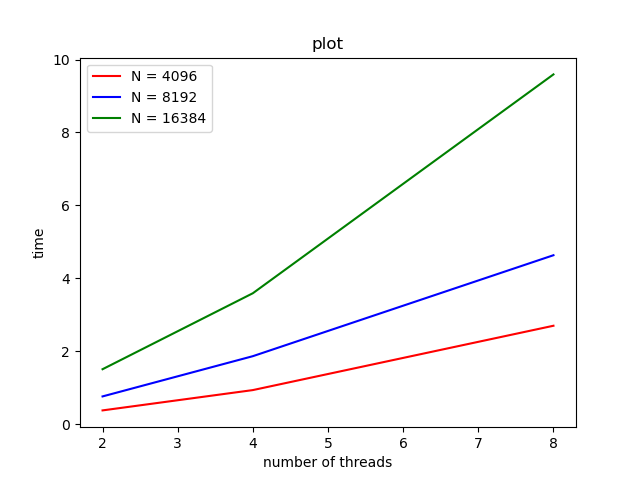 plot
10
8
6
4
2
0
time
N = 4096
N = 8192
N = 16384
2 3 4 5 6 7 8
number of threads